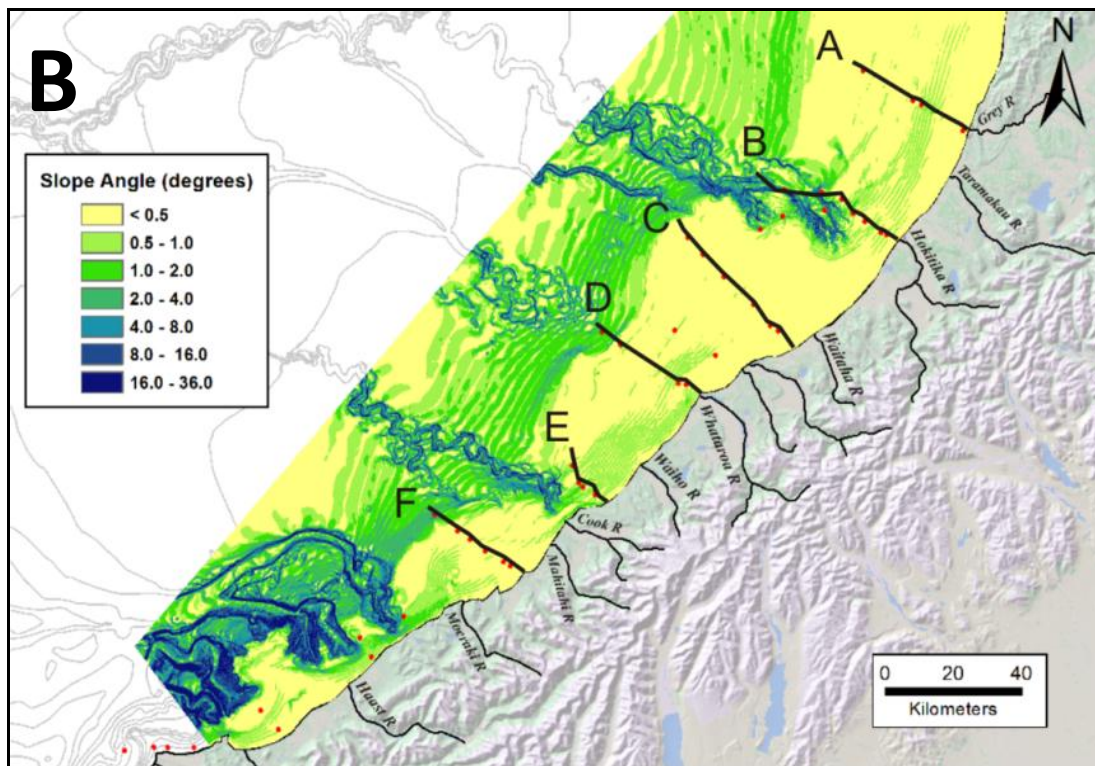 B
Slope Angle (degrees)
< 0.5
0.5 - 1.0
1.0 - 2.0
2.0 - 4.0
4.0 - 8.0
8.0 - 16.0
16.0 - 36.0
A
B
C
D
E
F
N
Grey R
Taramakau R
Hokitika R
Waitaha R
Whataroa R
Waiho R
Cook R
Mahitahi R
Moeraki R
Haast R
0 20 40
Kilometers